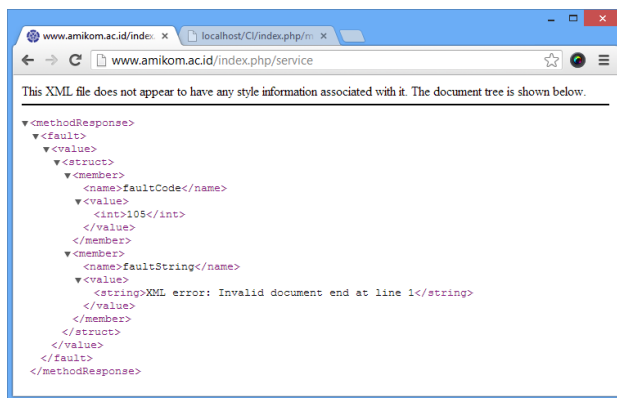 www.amikom.ac.id/index
localhost/CI/index.php/m
www.amikom.ac.id/index.php/service
This XML file does not appear to have any style information associated with it. The document tree is shown below.
▼<methodResponse>
▼<fault>
▼<value>
▼<struct>
▼<member>
<name>faultCode</name>
▼<value>
<int>105</int>
</value>
</member>
▼<member>
<name>faultString</name>
▼<value>
<string>XML error: Invalid document end at line 1</string>
</value>
</member>
</struct>
</value>
</fault>
</methodResponse>